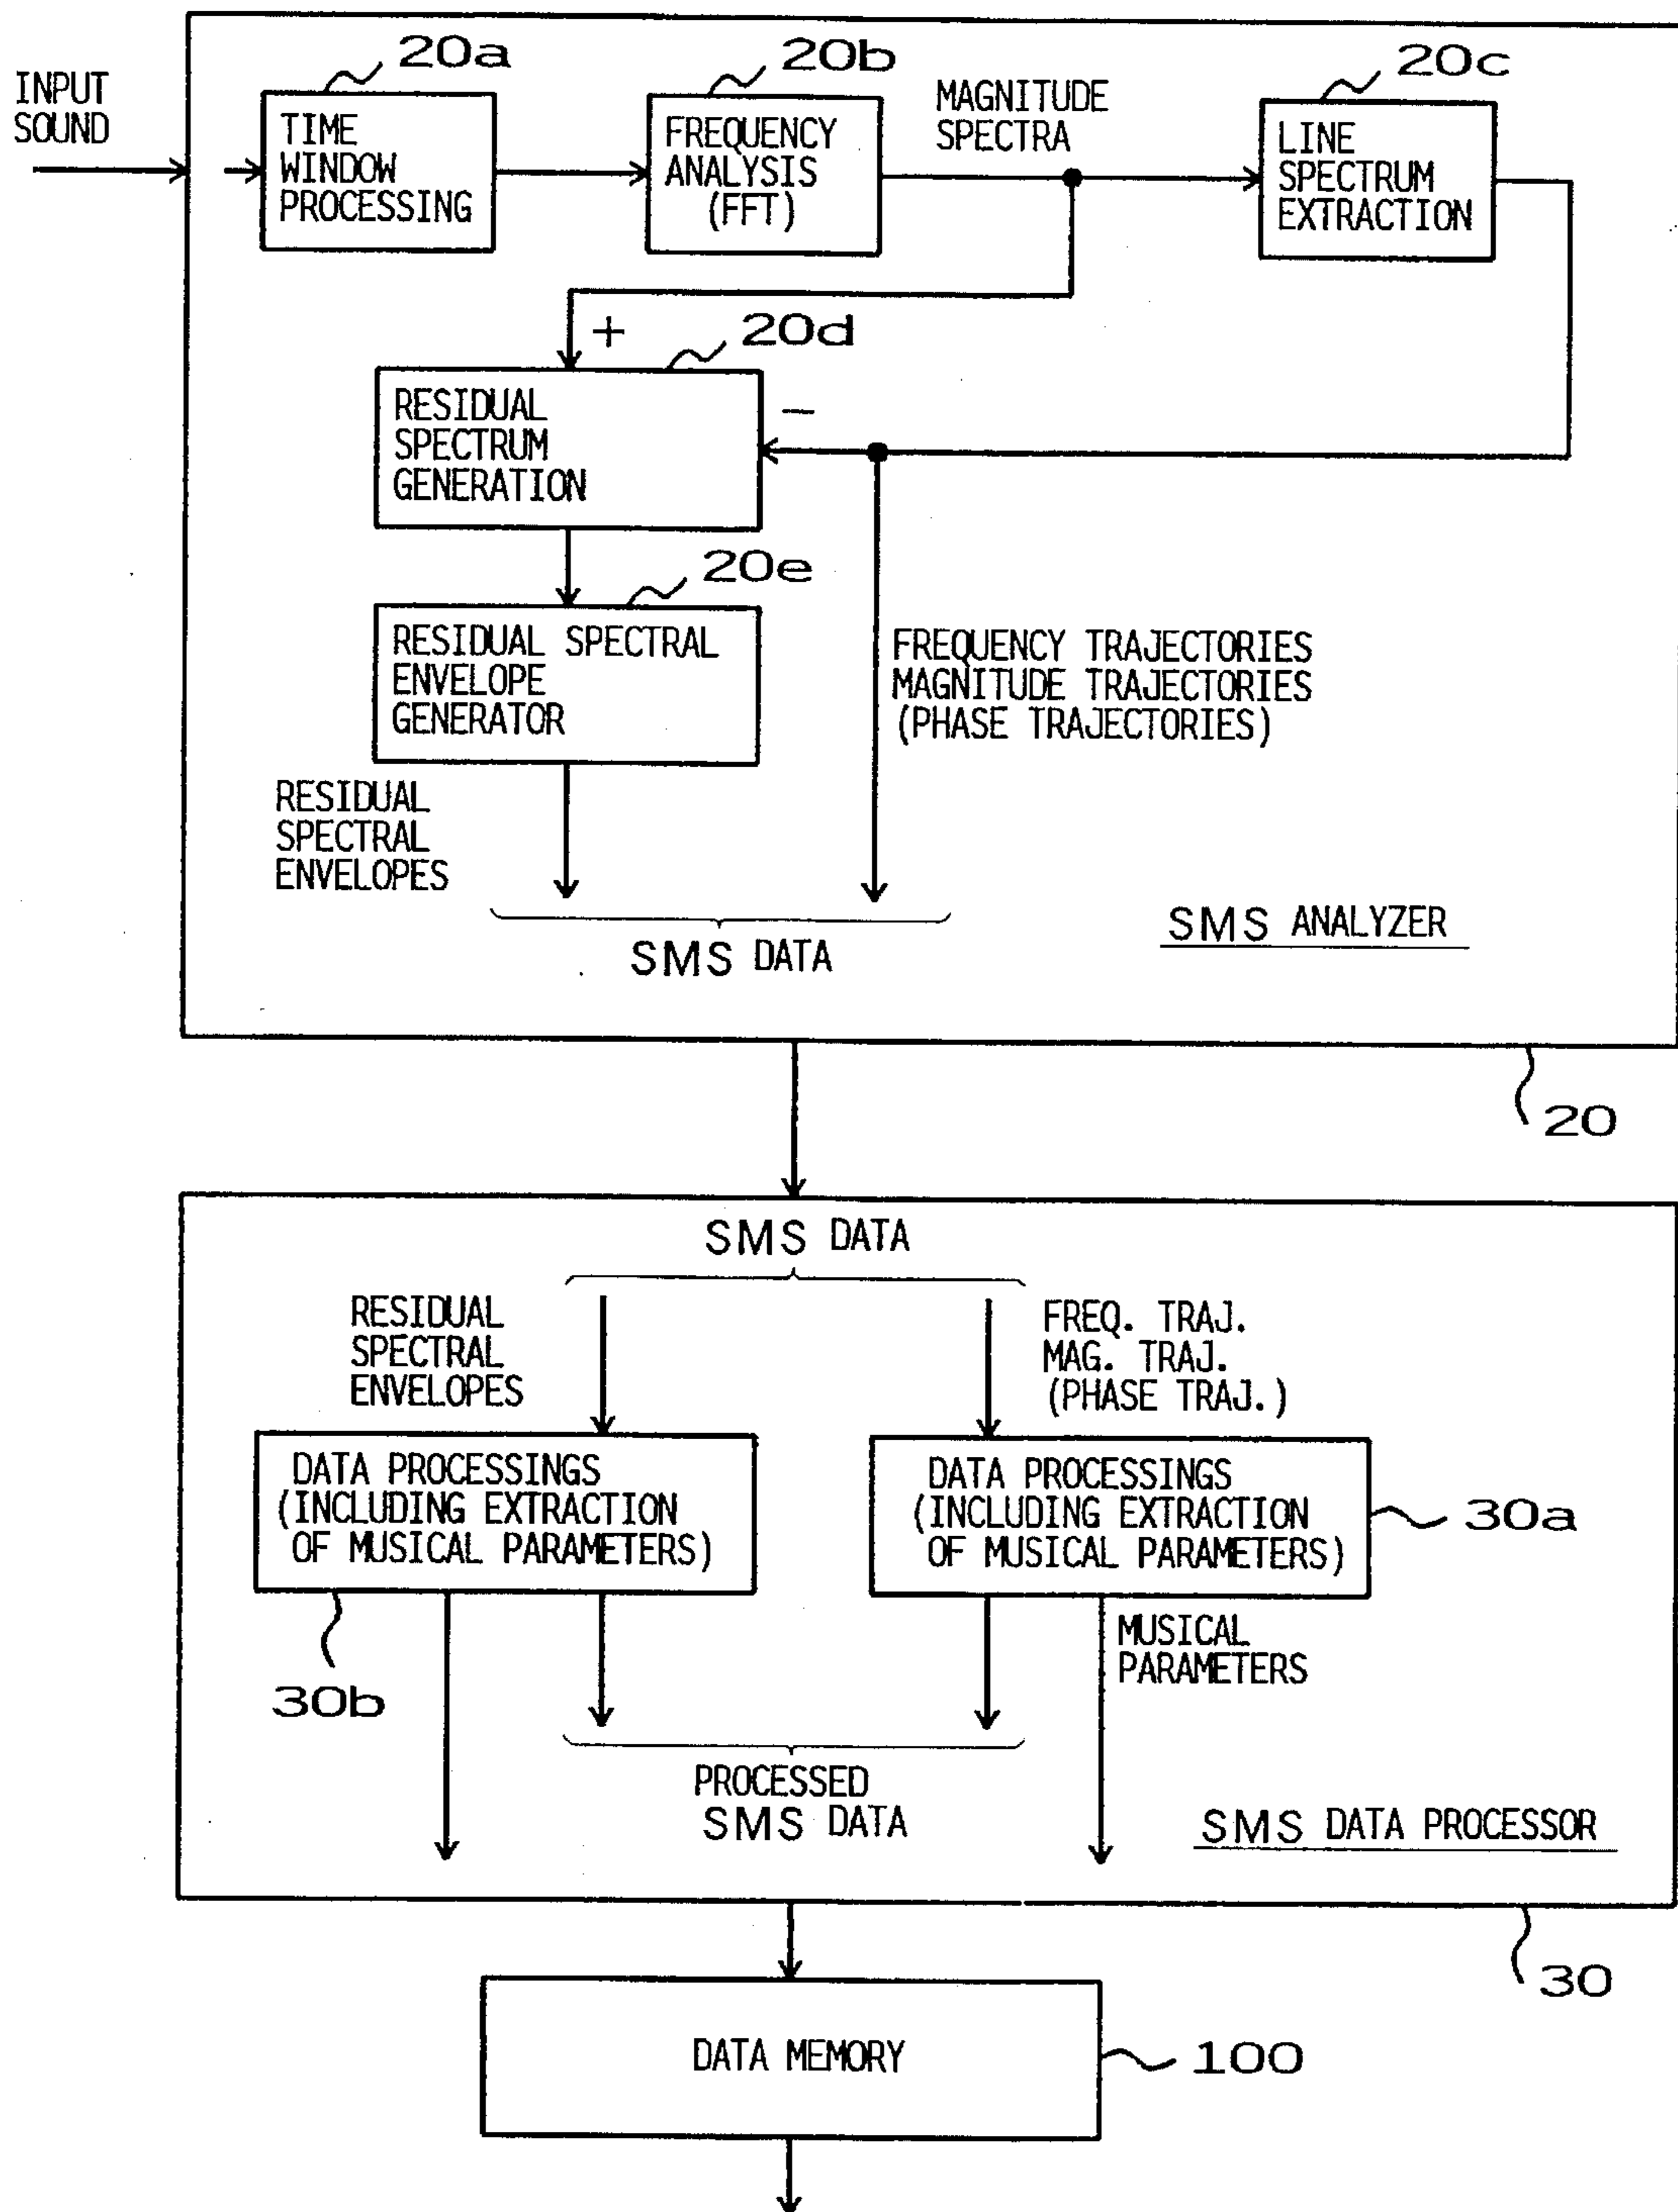 20a
20b
20c
INPUT
SOUND
TIME
WINDOW
PROCESSING
FREQUENCY
ANALYSIS
(FFT)
MAGNITUDE
SPECTRA
LINE
SPECTRUM
EXTRACTION
+
20d
−
RESIDUAL
SPECTRUM
GENERATION
20e
RESIDUAL SPECTRAL
ENVELOPE
GENERATOR
FREQUENCY TRAJECTORIES
MAGNITUDE TRAJECTORIES
(PHASE TRAJECTORIES)
RESIDUAL
SPECTRAL
ENVELOPES
SMS DATA
SMS ANALYZER
20
SMS DATA
RESIDUAL
SPECTRAL
ENVELOPES
FREQ. TRAJ.
MAG. TRAJ.
(PHASE TRAJ.)
DATA PROCESSINGS
(INCLUDING EXTRACTION
OF MUSICAL PARAMETERS)
DATA PROCESSINGS
(INCLUDING EXTRACTION
OF MUSICAL PARAMETERS)
30a
30b
MUSICAL
PARAMETERS
PROCESSED
SMS DATA
SMS DATA PROCESSOR
30
DATA MEMORY
100